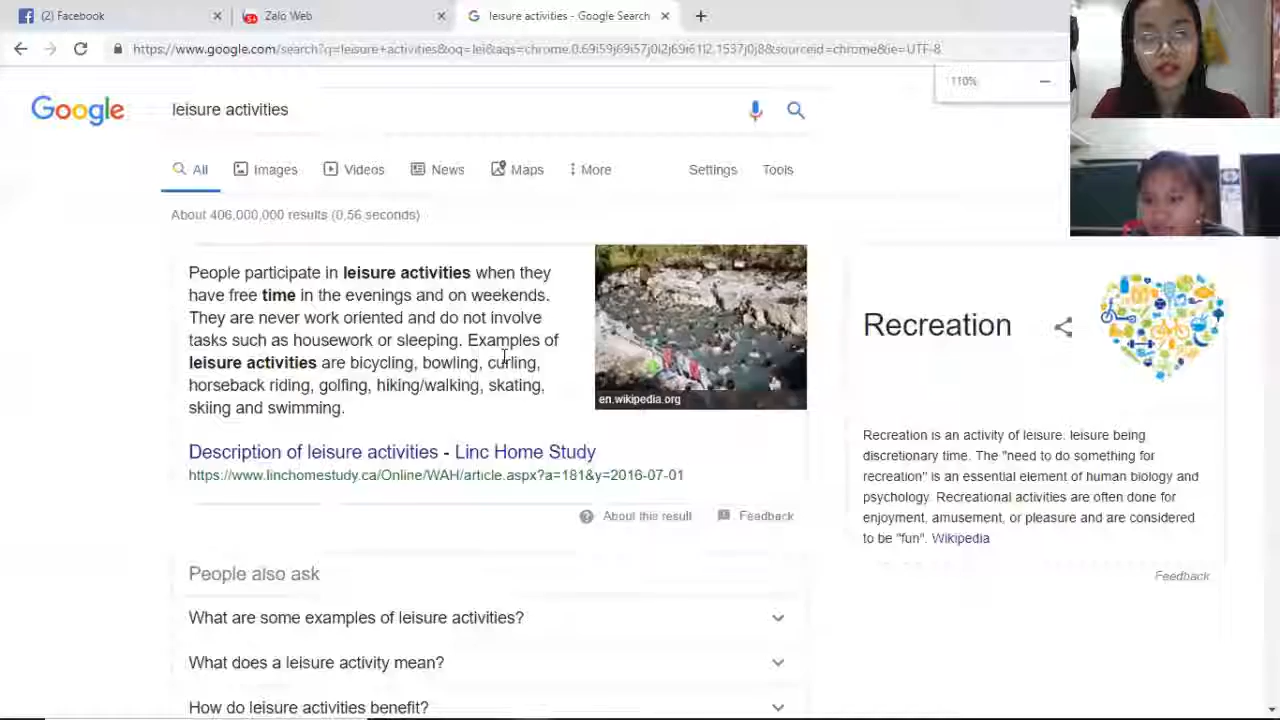 (2) Facebook
Zalo Web
leisure activities - Google Search
https://www.google.com/search?q=leisure+activities&oq=lei&aqs=chrome.0.69i59j69i57j0l2j69i61l2.1537j0j8&sourceid=chrome&ie=UTF-8
110%
Google
leisure activities
All
Images
Videos
News
Maps
More
Settings
Tools
About 406,000,000 results (0.56 seconds)
People participate in leisure activities when they
have free time in the evenings and on weekends.
They are never work oriented and do not involve
tasks such as housework or sleeping. Examples of
leisure activities are bicycling, bowling, curling,
horseback riding, golfing, hiking/walking, skating,
skiing and swimming.
en.wikipedia.org
Description of leisure activities - Linc Home Study
https://www.linchomestudy.ca/Online/WAH/article.aspx?a=181&y=2016-07-01
About this result
Feedback
People also ask
What are some examples of leisure activities?
What does a leisure activity mean?
How do leisure activities benefit?
Recreation
Recreation is an activity of leisure, leisure being
discretionary time. The "need to do something for
recreation" is an essential element of human biology and
psychology. Recreational activities are often done for
enjoyment, amusement, or pleasure and are considered
to be "fun". Wikipedia
Feedback